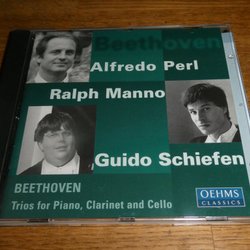 Beethoven
Alfredo Perl
Ralph Manno
Guido Schiefen
BEETHOVEN
Trios for Piano, Clarinet and Cello
OEHMS
CLASSICS